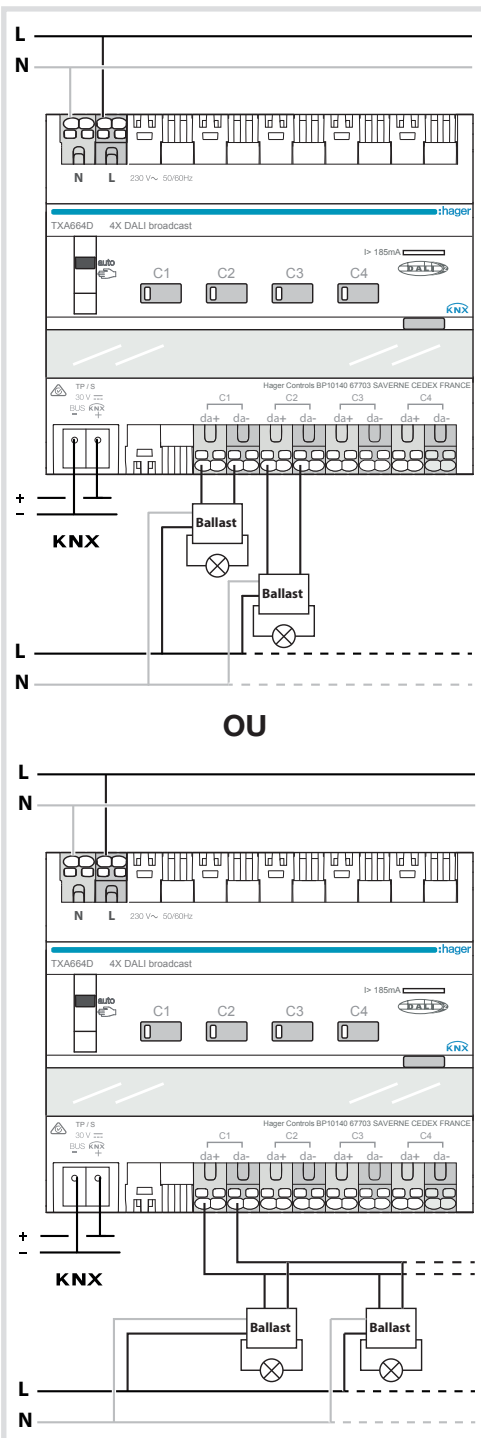 L
N
N L 230 V~ 50/60Hz
:hager
TXA664D 4X DALI broadcast
I> 185mA
auto
C1 C2 C3 C4
DALI
KNX
TP / S
30 V
BUS KNX
- +
Hager Controls BP10140 67703 SAVERNE CEDEX FRANCE
C1 C2 C3 C4
da+ da- da+ da- da+ da- da+ da-
+
-
KNX
Ballast
Ballast
L
N
OU
L
N
N L 230 V~ 50/60Hz
:hager
TXA664D 4X DALI broadcast
I> 185mA
auto
C1 C2 C3 C4
DALI
KNX
TP / S
30 V
BUS KNX
- +
Hager Controls BP10140 67703 SAVERNE CEDEX FRANCE
C1 C2 C3 C4
da+ da- da+ da- da+ da- da+ da-
+
-
KNX
Ballast Ballast
L
N